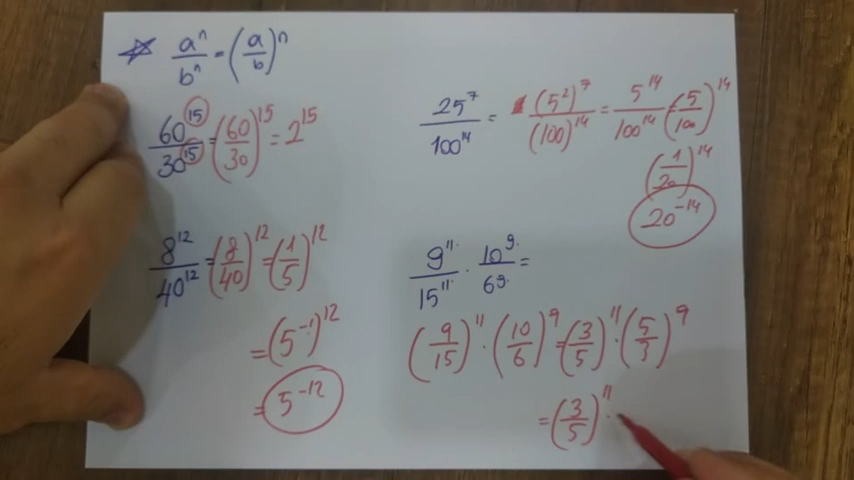 ☆ aⁿ/bⁿ = (a/b)ⁿ
60¹⁵/30¹⁵ = (60/30)¹⁵ = 2¹⁵
8¹²/40¹² = (8/40)¹² = (1/5)¹²
= (5⁻¹)¹²
= 5⁻¹²
25⁷/100¹⁴ = (5²)⁷/(100)¹⁴ = 5¹⁴/100¹⁴ = (5/100)¹⁴
(1/20)¹⁴
20⁻¹⁴
9¹¹/15¹¹ · 10⁹/6⁹ =
(9/15)¹¹ · (10/6)⁹ = (3/5)¹¹ · (5/3)⁹
= (3/5)¹¹ ·